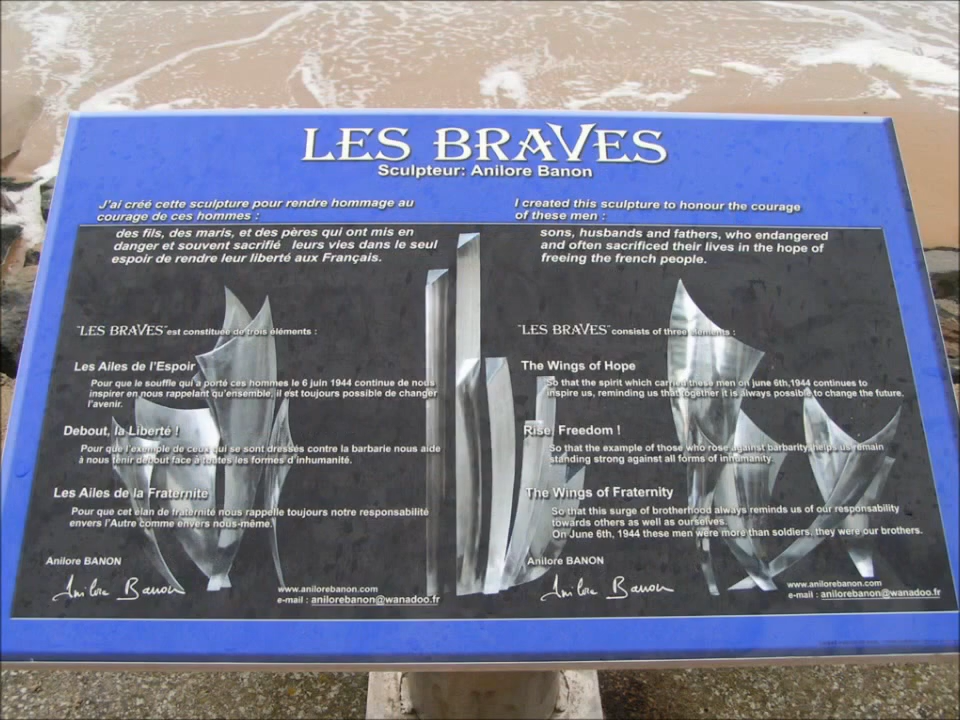 LES BRAVES
Sculpteur: Anilore Banon
J'ai créé cette sculpture pour rendre hommage au
courage de ces hommes :
des fils, des maris, et des pères qui ont mis en
danger et souvent sacrifié leurs vies dans le seul
espoir de rendre leur liberté aux Français.
"LES BRAVES" est constituée de trois éléments :
Les Ailes de l'Espoir
Pour que le souffle qui a porté ces hommes le 6 juin 1944 continue de nous
inspirer en nous rappelant qu'ensemble, il est toujours possible de changer
l'avenir.
Debout, la Liberté !
Pour que l'exemple de ceux qui se sont dressés contre la barbarie nous aide
à nous tenir debout face à toutes les formes d'inhumanité.
Les Ailes de la Fraternité
Pour que cet élan de fraternité nous rappelle toujours notre responsabilité
envers l'Autre comme envers nous-même.
Anilore BANON
Anilore Banon
www.anilorebanon.com
e-mail : anilorebanon@wanadoo.fr
I created this sculpture to honour the courage
of these men :
sons, husbands and fathers, who endangered
and often sacrificed their lives in the hope of
freeing the french people.
"LES BRAVES" consists of three elements :
The Wings of Hope
So that the spirit which carried these men on june 6th,1944 continues to
inspire us, reminding us that together it is always possible to change the future.
Rise, Freedom !
So that the example of those who rose against barbarity helps us remain
standing strong against all forms of inhumanity.
The Wings of Fraternity
So that this surge of brotherhood always reminds us of our responsability
towards others as well as ourselves.
On June 6th, 1944 these men were more than soldiers, they were our brothers.
Anilore BANON
Anilore Banon
www.anilorebanon.com
e-mail : anilorebanon@wanadoo.fr